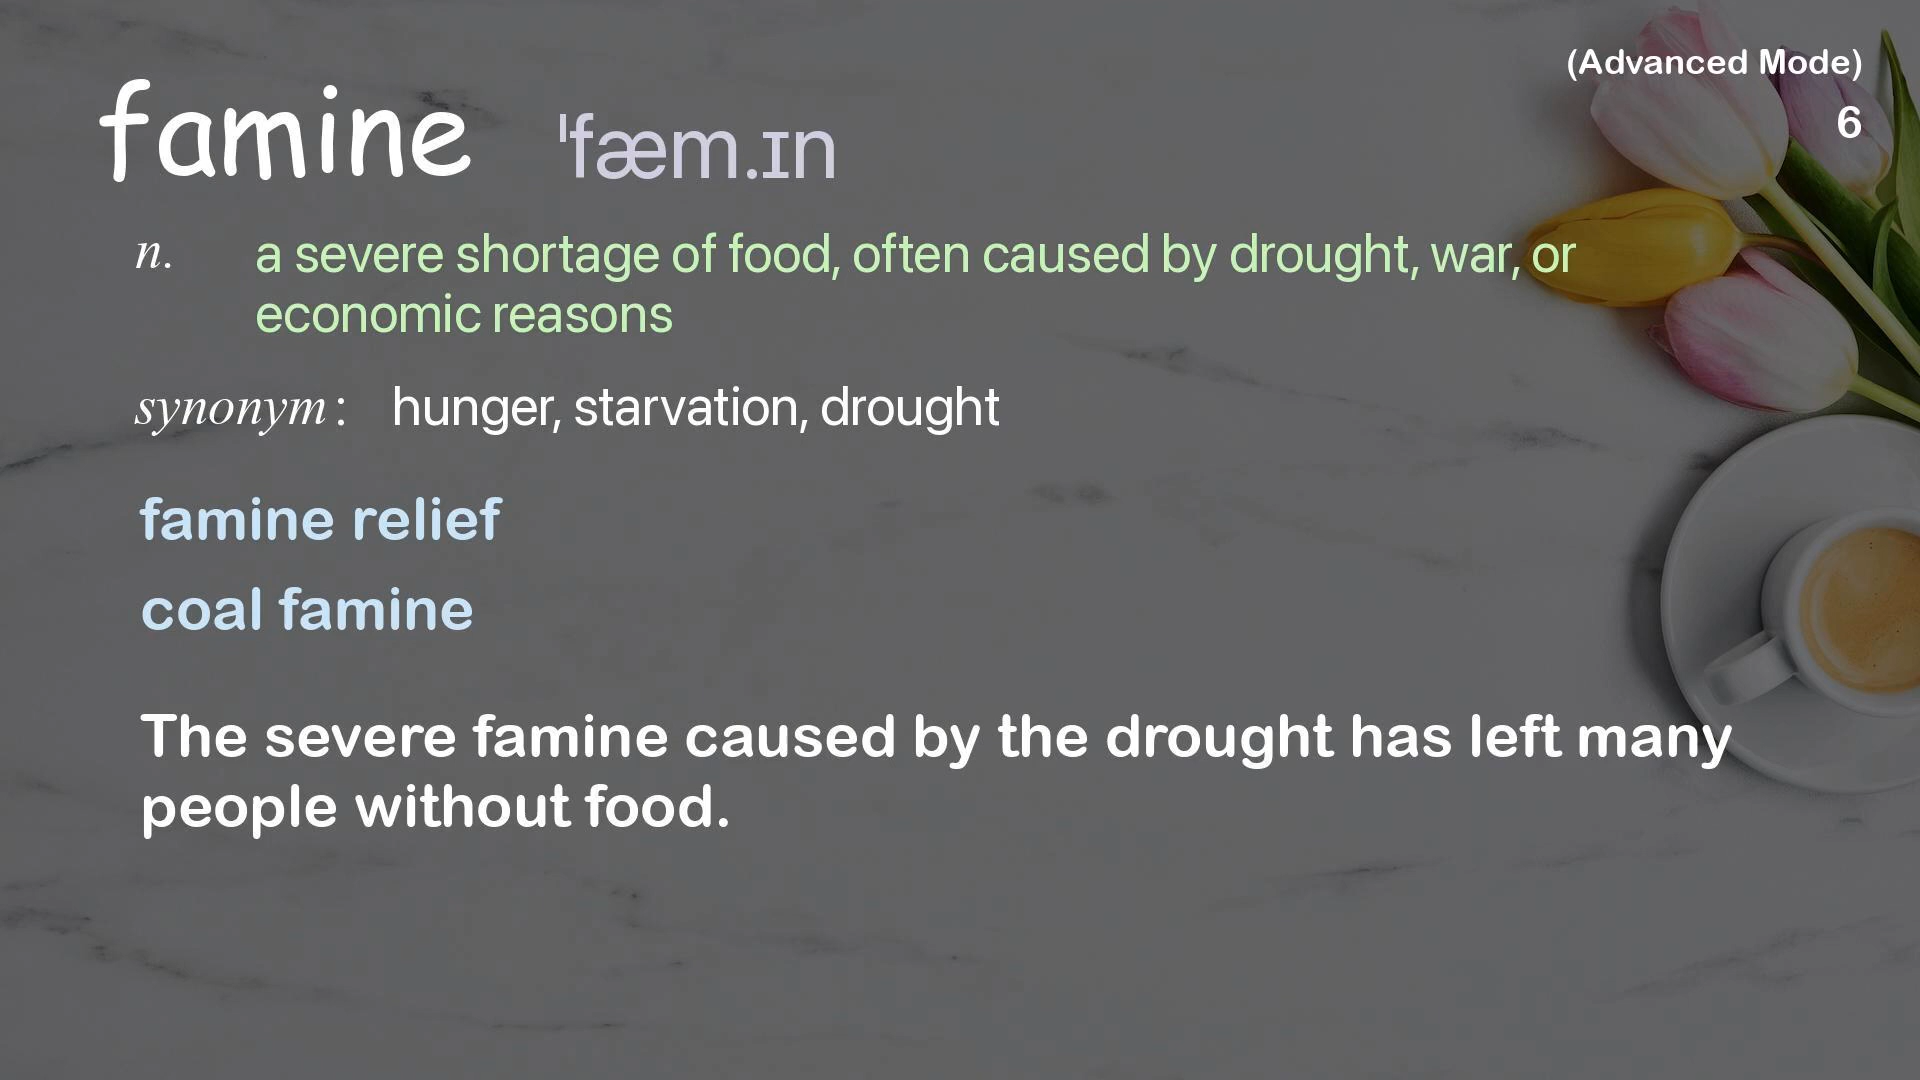 (Advanced Mode)
6
famine ˈfæm.ɪn
n. a severe shortage of food, often caused by drought, war, or
economic reasons
synonym: hunger, starvation, drought
famine relief
coal famine
The severe famine caused by the drought has left many
people without food.